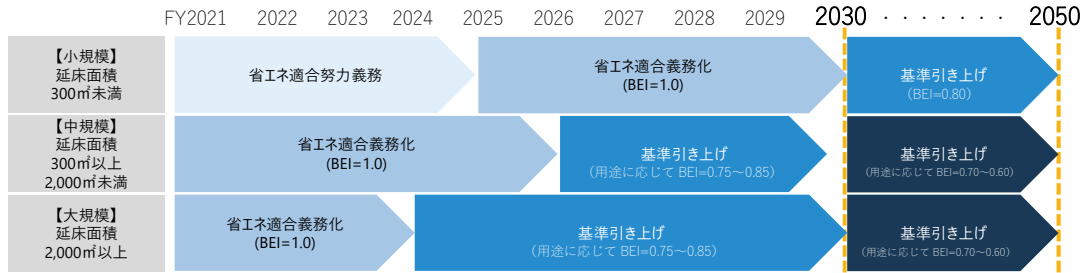 FY2021 2022 2023 2024 2025 2026 2027 2028 2029 2030 ・・・・・・・ 2050
【小規模】
延床面積
300㎡未満
省エネ適合努力義務
省エネ適合義務化
(BEI=1.0)
基準引き上げ
（BEI=0.80）
【中規模】
延床面積
300㎡以上
2,000㎡未満
省エネ適合義務化
(BEI=1.0)
基準引き上げ
（用途に応じて BEI=0.75～0.85）
基準引き上げ
（用途に応じて BEI=0.70～0.60）
【大規模】
延床面積
2,000㎡以上
省エネ適合義務化
(BEI=1.0)
基準引き上げ
（用途に応じて BEI=0.75～0.85）
基準引き上げ
（用途に応じて BEI=0.70～0.60）